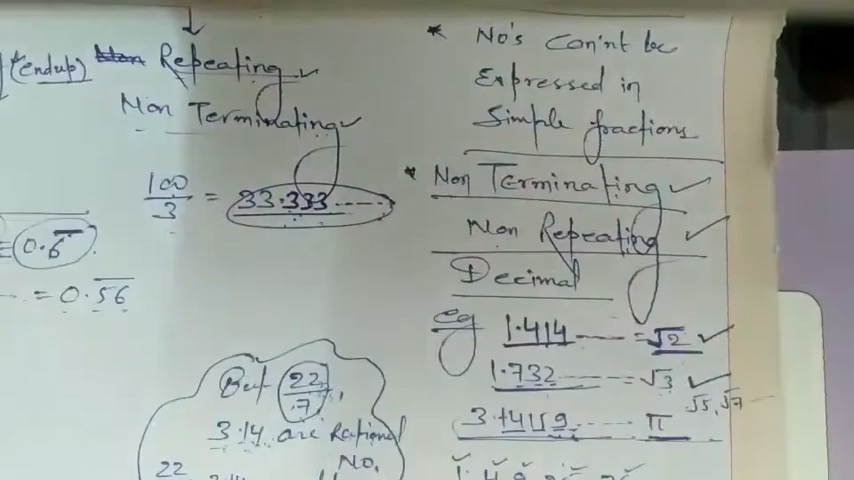 ("endup)
Repeating ✓
Non Terminating ✓
100/3 = 33.333.......
= 0.6̅
... = 0.5̅6̅
But 22/7,
3.14 are Rational
No.
22
* No's Con'nt be
Expressed in
Simple fractions
* Non Terminating ✓
Non Repeating ✓
Decimal
eg 1.414 ------ = √2 ✓
1.732 ------ = √3 ✓
√5, √7 ---
3.14159 ------ π